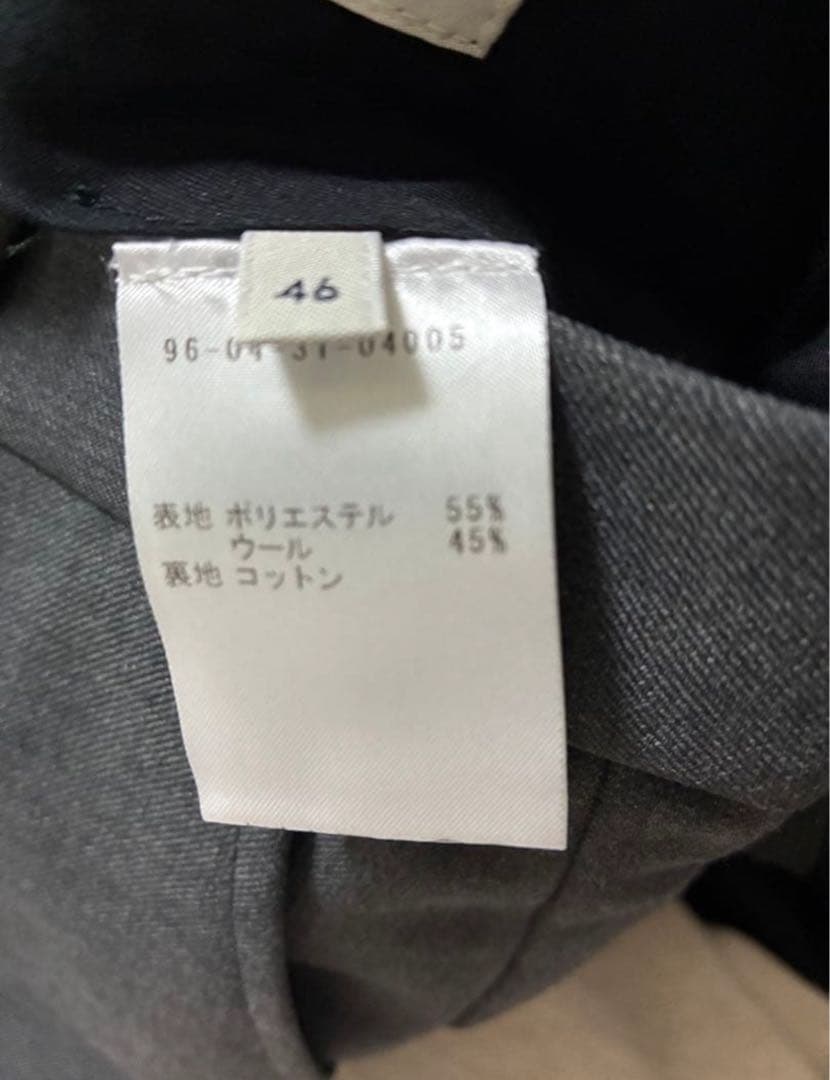 46
96-04-31-04005
表地 ポリエステル 55%
ウール 45%
裏地 コットン